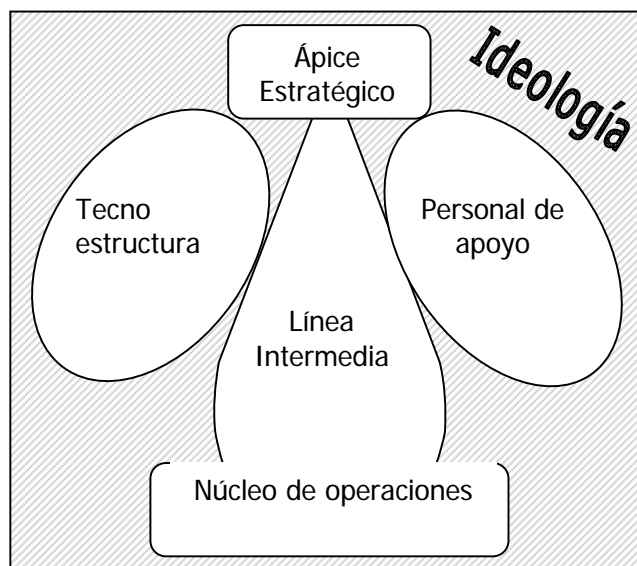 Ápice
Estratégico
Ideología
Tecno
estructura
Personal de
apoyo
Línea
Intermedia
Núcleo de operaciones